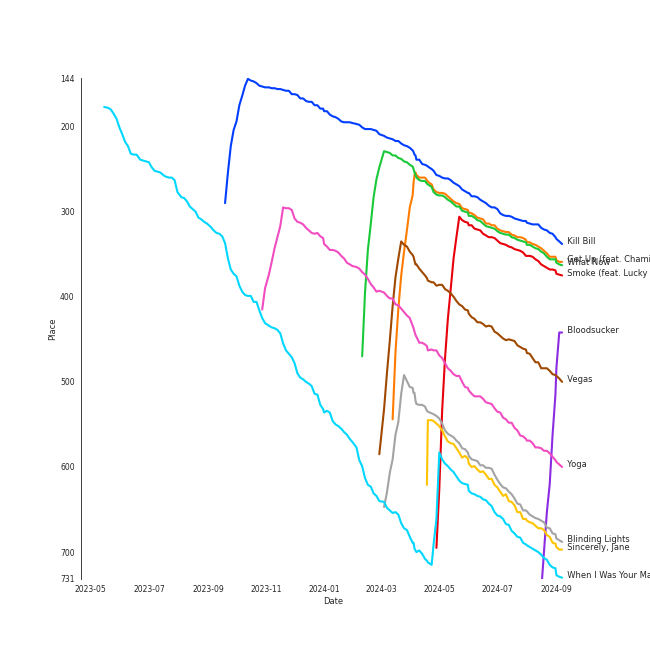 144
200
300
400
500
600
700
731
Place
2023-05
2023-07
2023-09
2023-11
2024-01
2024-03
2024-05
2024-07
2024-09
Date
Kill Bill
Get Up (feat. Chami
What Now
Smoke (feat. Lucky
Bloodsucker
Vegas
Yoga
Blinding Lights
Sincerely, Jane
When I Was Your Ma